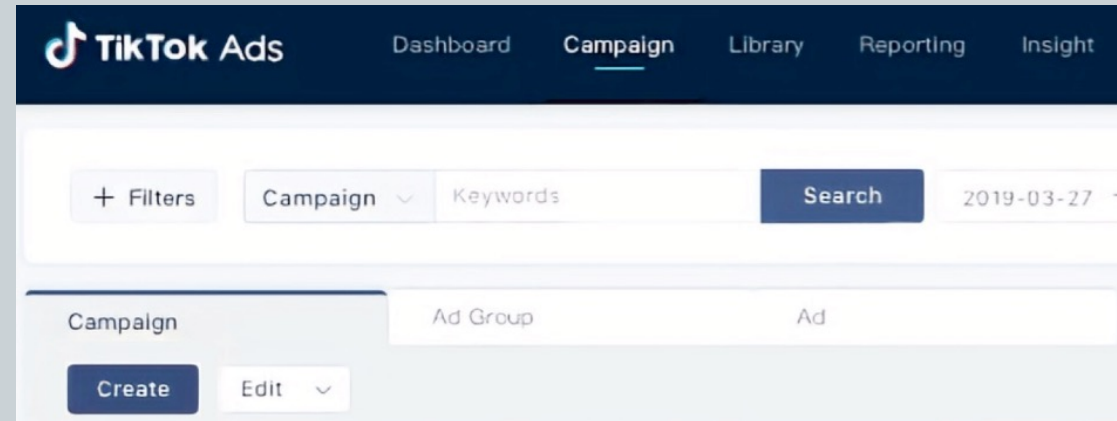 TikTok Ads Dashboard Campaign Library Reporting Insight
+ Filters Campaign Keywords Search 2019-03-27
Campaign Ad Group Ad
Create Edit